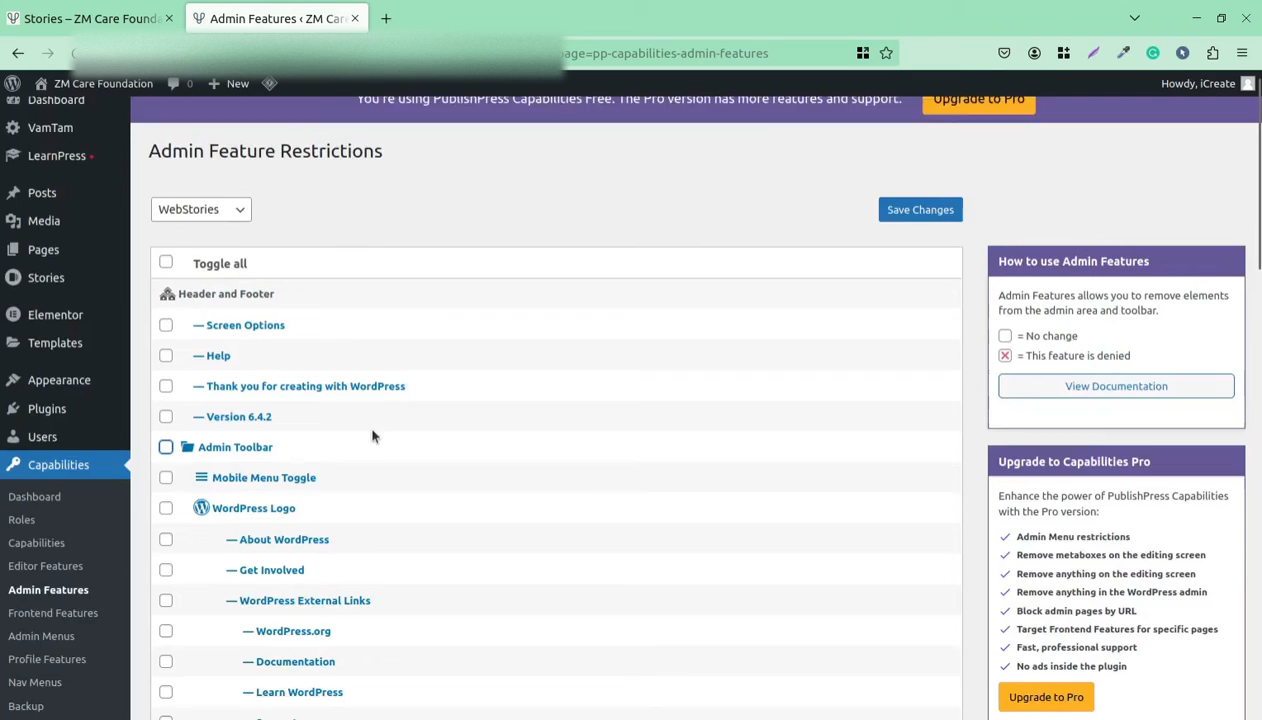 Stories – ZM Care Founda
Admin Features ‹ ZM Car
page=pp-capabilities-admin-features
ZM Care Foundation
0
New
Howdy, iCreate
Dashboard
VamTam
LearnPress
Posts
Media
Pages
Stories
Elementor
Templates
Appearance
Plugins
Users
Capabilities
Dashboard
Roles
Capabilities
Editor Features
Admin Features
Frontend Features
Admin Menus
Profile Features
Nav Menus
Backup
You're using PublishPress Capabilities Free. The Pro version has more features and support.
Upgrade to Pro
Admin Feature Restrictions
WebStories
Save Changes
Toggle all
Header and Footer
— Screen Options
— Help
— Thank you for creating with WordPress
— Version 6.4.2
Admin Toolbar
Mobile Menu Toggle
WordPress Logo
— About WordPress
— Get Involved
— WordPress External Links
— WordPress.org
— Documentation
— Learn WordPress
How to use Admin Features
Admin Features allows you to remove elements
from the admin area and toolbar.
= No change
= This feature is denied
View Documentation
Upgrade to Capabilities Pro
Enhance the power of PublishPress Capabilities
with the Pro version:
Admin Menu restrictions
Remove metaboxes on the editing screen
Remove anything on the editing screen
Remove anything in the WordPress admin
Block admin pages by URL
Target Frontend Features for specific pages
Fast, professional support
No ads inside the plugin
Upgrade to Pro